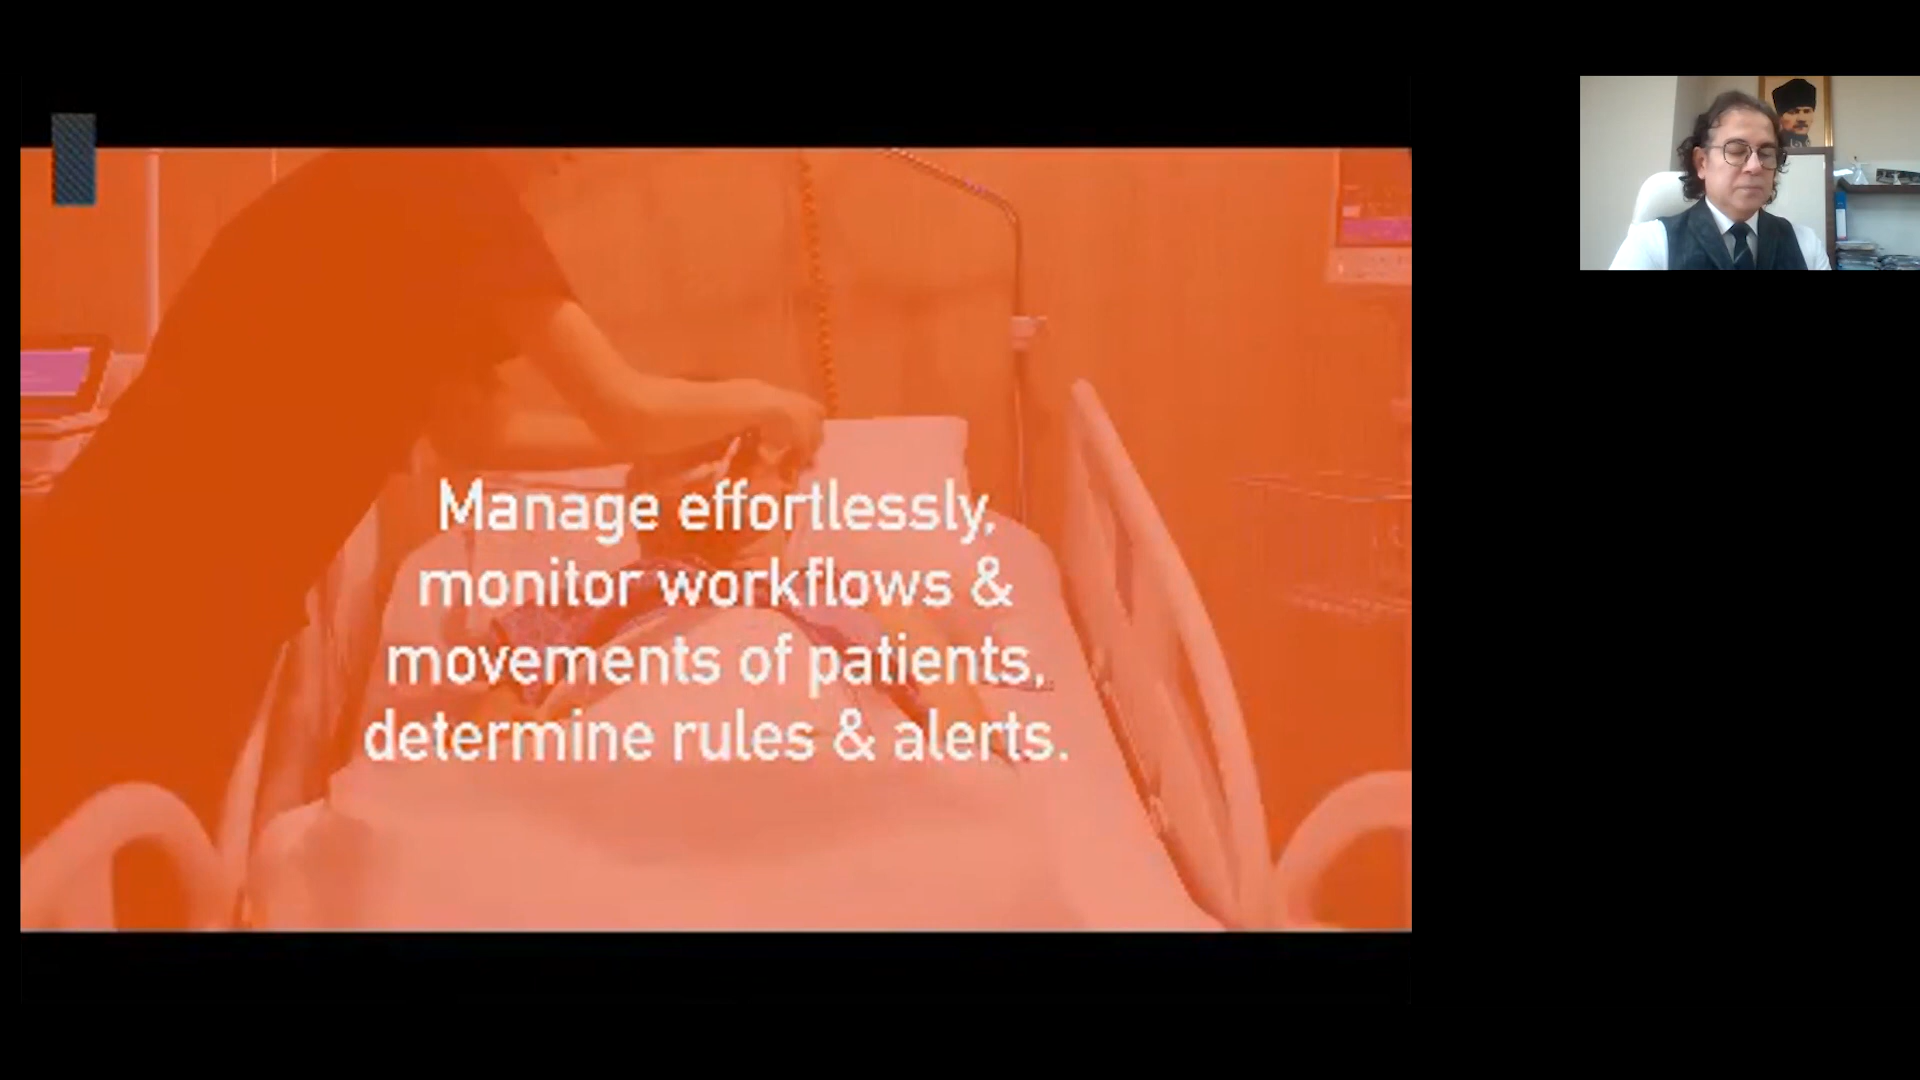 Manage effortlessly,
monitor workflows &
movements of patients,
determine rules & alerts.